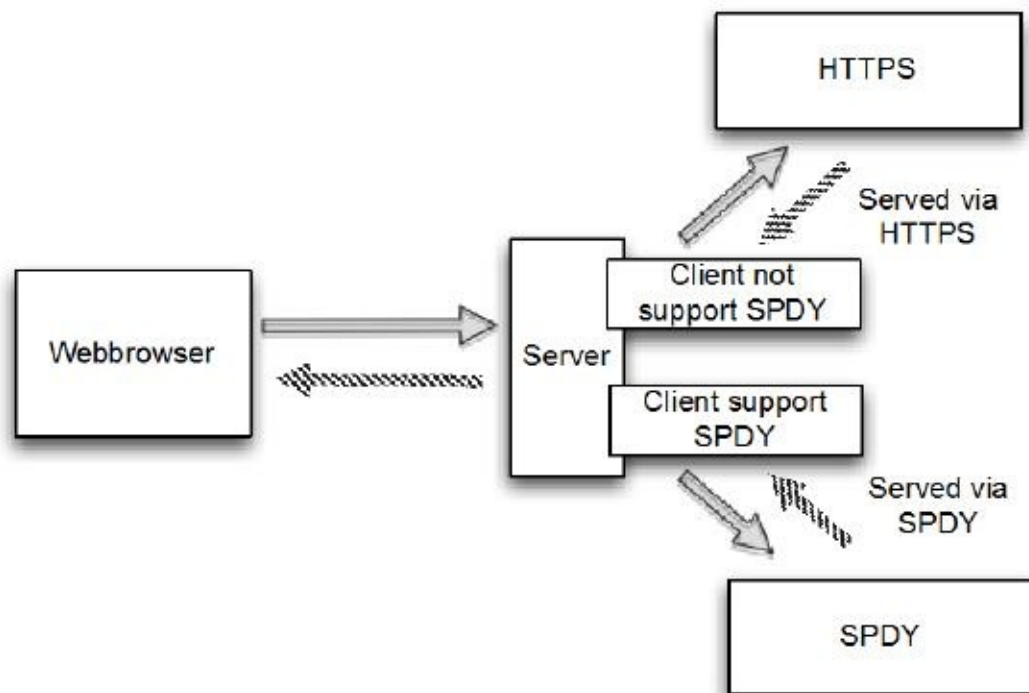 HTTPS
Served via
HTTPS
Client not
support SPDY
Webbrowser
Server
Client support
SPDY
Served via
SPDY
SPDY